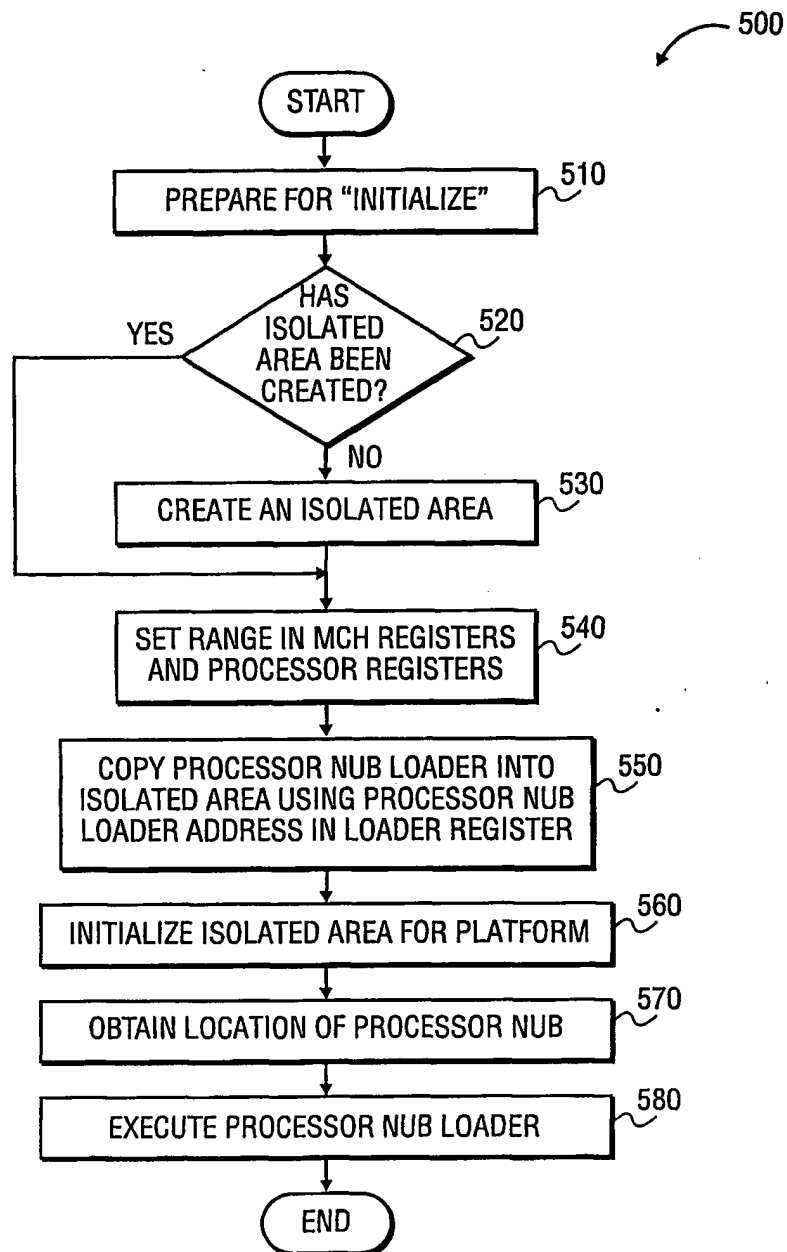 500
START
510
PREPARE FOR “INITIALIZE”
HAS
ISOLATED
AREA BEEN
CREATED?
520
YES
NO
530
CREATE AN ISOLATED AREA
SET RANGE IN MCH REGISTERS
AND PROCESSOR REGISTERS
540
COPY PROCESSOR NUB LOADER INTO
ISOLATED AREA USING PROCESSOR NUB
LOADER ADDRESS IN LOADER REGISTER
550
INITIALIZE ISOLATED AREA FOR PLATFORM
560
OBTAIN LOCATION OF PROCESSOR NUB
570
EXECUTE PROCESSOR NUB LOADER
580
END